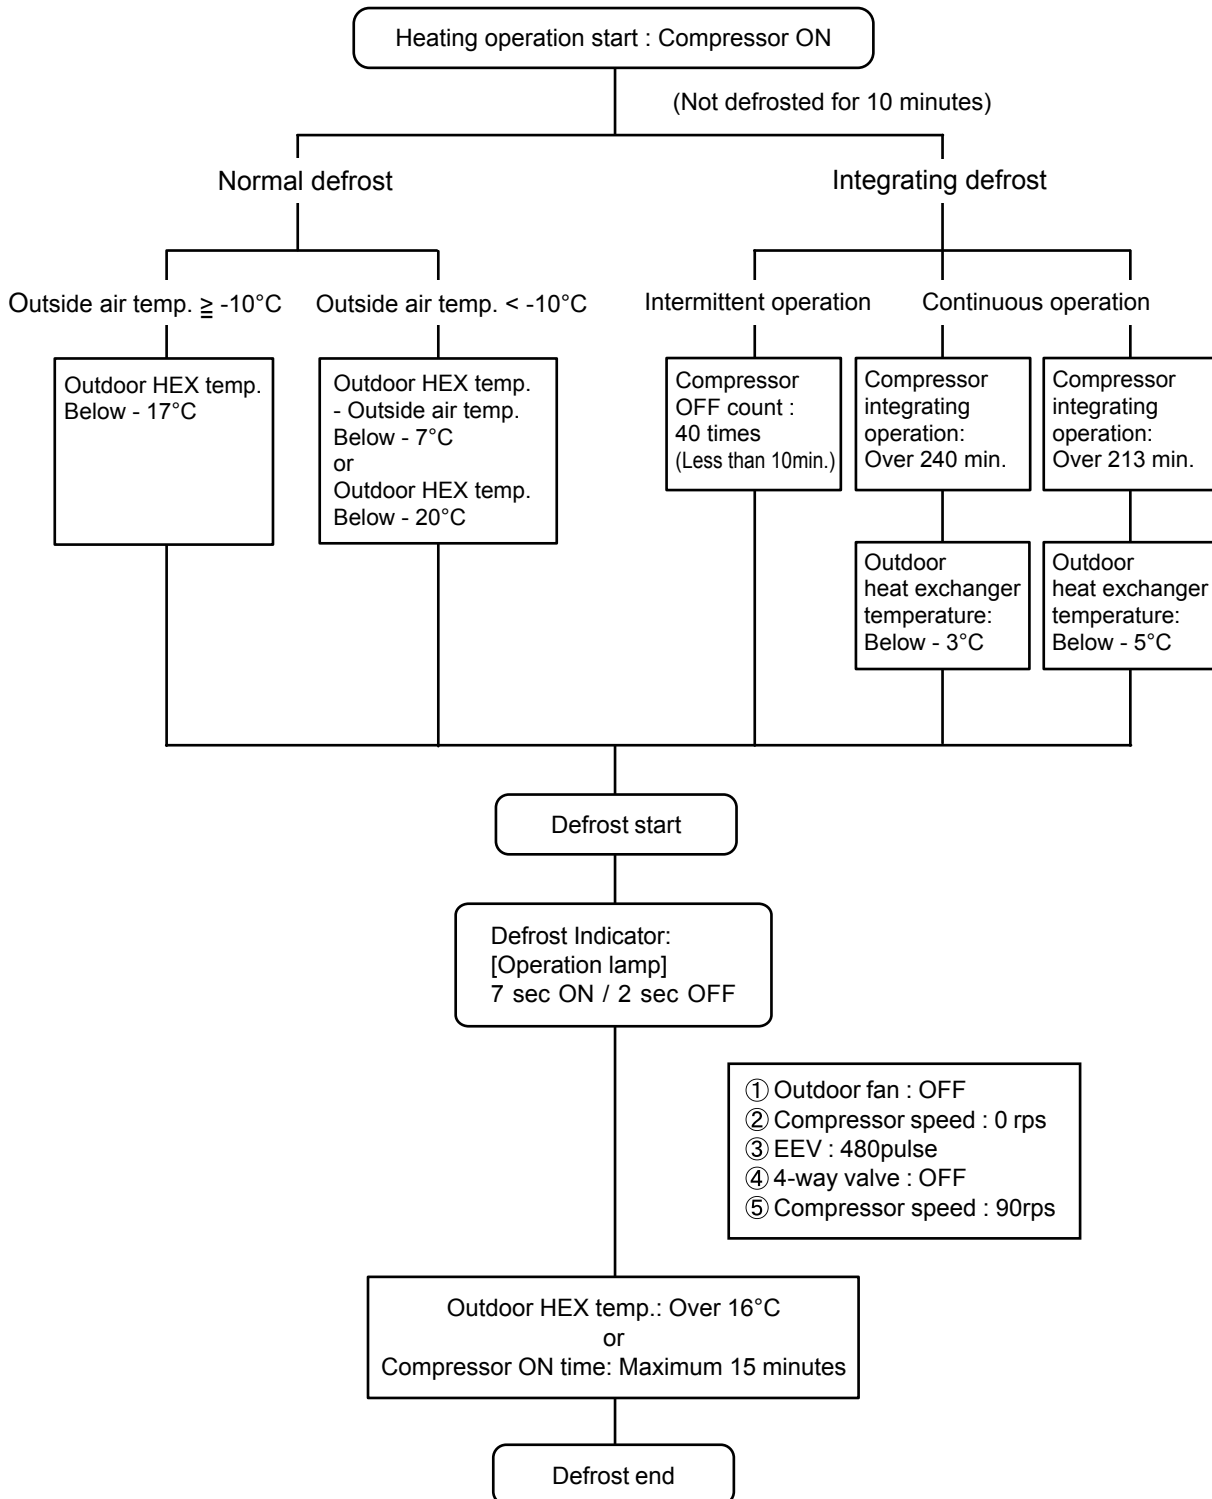 Heating operation start : Compressor ON
(Not defrosted for 10 minutes)
Normal defrost
Integrating defrost
Outside air temp. ≧ -10°C
Outside air temp. < -10°C
Intermittent operation
Continuous operation
Outdoor HEX temp.
Below - 17°C
Outdoor HEX temp.
- Outside air temp.
Below - 7°C
or
Outdoor HEX temp.
Below - 20°C
Compressor
OFF count :
40 times
(Less than 10min.)
Compressor
integrating
operation:
Over 240 min.
Compressor
integrating
operation:
Over 213 min.
Outdoor
heat exchanger
temperature:
Below - 3°C
Outdoor
heat exchanger
temperature:
Below - 5°C
Defrost start
Defrost Indicator:
[Operation lamp]
7 sec ON / 2 sec OFF
① Outdoor fan : OFF
② Compressor speed : 0 rps
③ EEV : 480pulse
④ 4-way valve : OFF
⑤ Compressor speed : 90rps
Outdoor HEX temp.: Over 16°C
or
Compressor ON time: Maximum 15 minutes
Defrost end